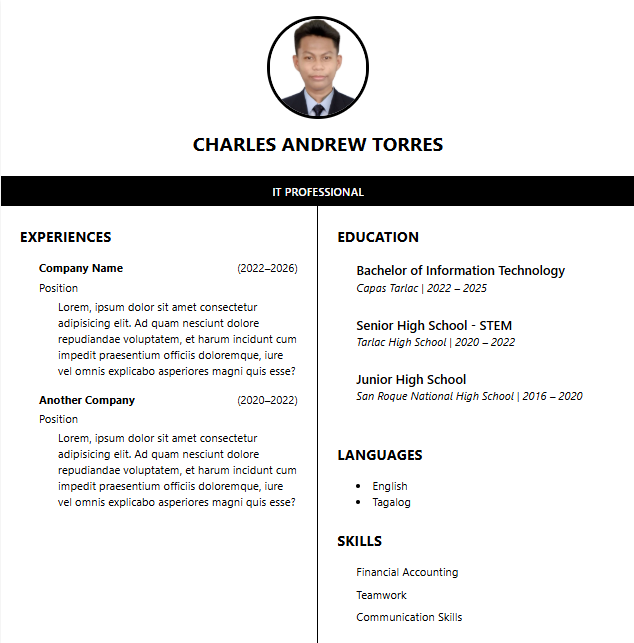 CHARLES ANDREW TORRES
IT PROFESSIONAL
EXPERIENCES
Company Name (2022–2026)
Position
Lorem, ipsum dolor sit amet consectetur
adipisicing elit. Ad quam nesciunt dolore
repudiandae voluptatem, et harum incidunt cum
impedit praesentium officiis doloremque, iure
vel omnis explicabo asperiores magni quis esse?
Another Company (2020–2022)
Position
Lorem, ipsum dolor sit amet consectetur
adipisicing elit. Ad quam nesciunt dolore
repudiandae voluptatem, et harum incidunt cum
impedit praesentium officiis doloremque, iure
vel omnis explicabo asperiores magni quis esse?
EDUCATION
Bachelor of Information Technology
Capas Tarlac | 2022 – 2025
Senior High School - STEM
Tarlac High School | 2020 – 2022
Junior High School
San Roque National High School | 2016 – 2020
LANGUAGES
• English
• Tagalog
SKILLS
Financial Accounting
Teamwork
Communication Skills